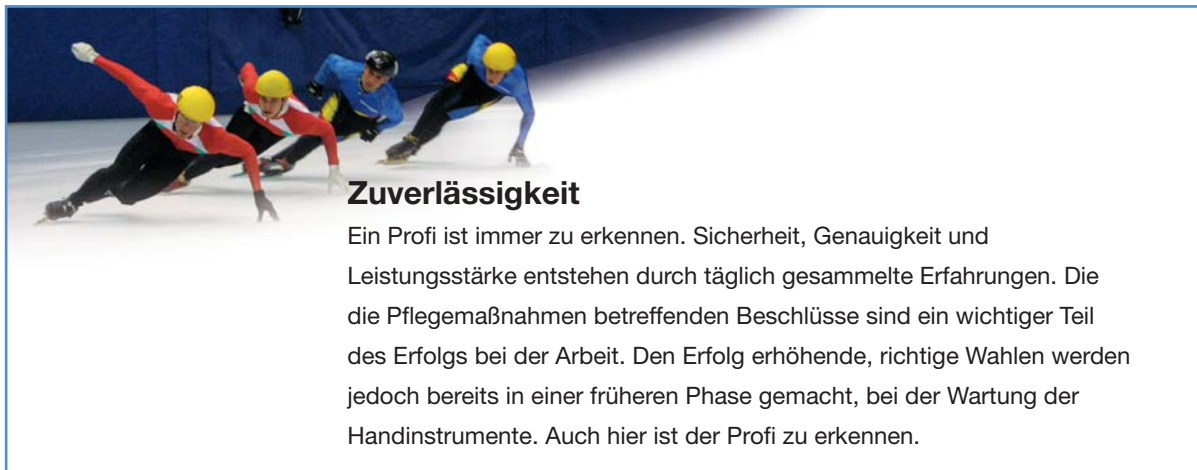 Zuverlässigkeit
Ein Profi ist immer zu erkennen. Sicherheit, Genauigkeit und
Leistungsstärke entstehen durch täglich gesammelte Erfahrungen. Die
die Pflegemaßnahmen betreffenden Beschlüsse sind ein wichtiger Teil
des Erfolgs bei der Arbeit. Den Erfolg erhöhende, richtige Wahlen werden
jedoch bereits in einer früheren Phase gemacht, bei der Wartung der
Handinstrumente. Auch hier ist der Profi zu erkennen.